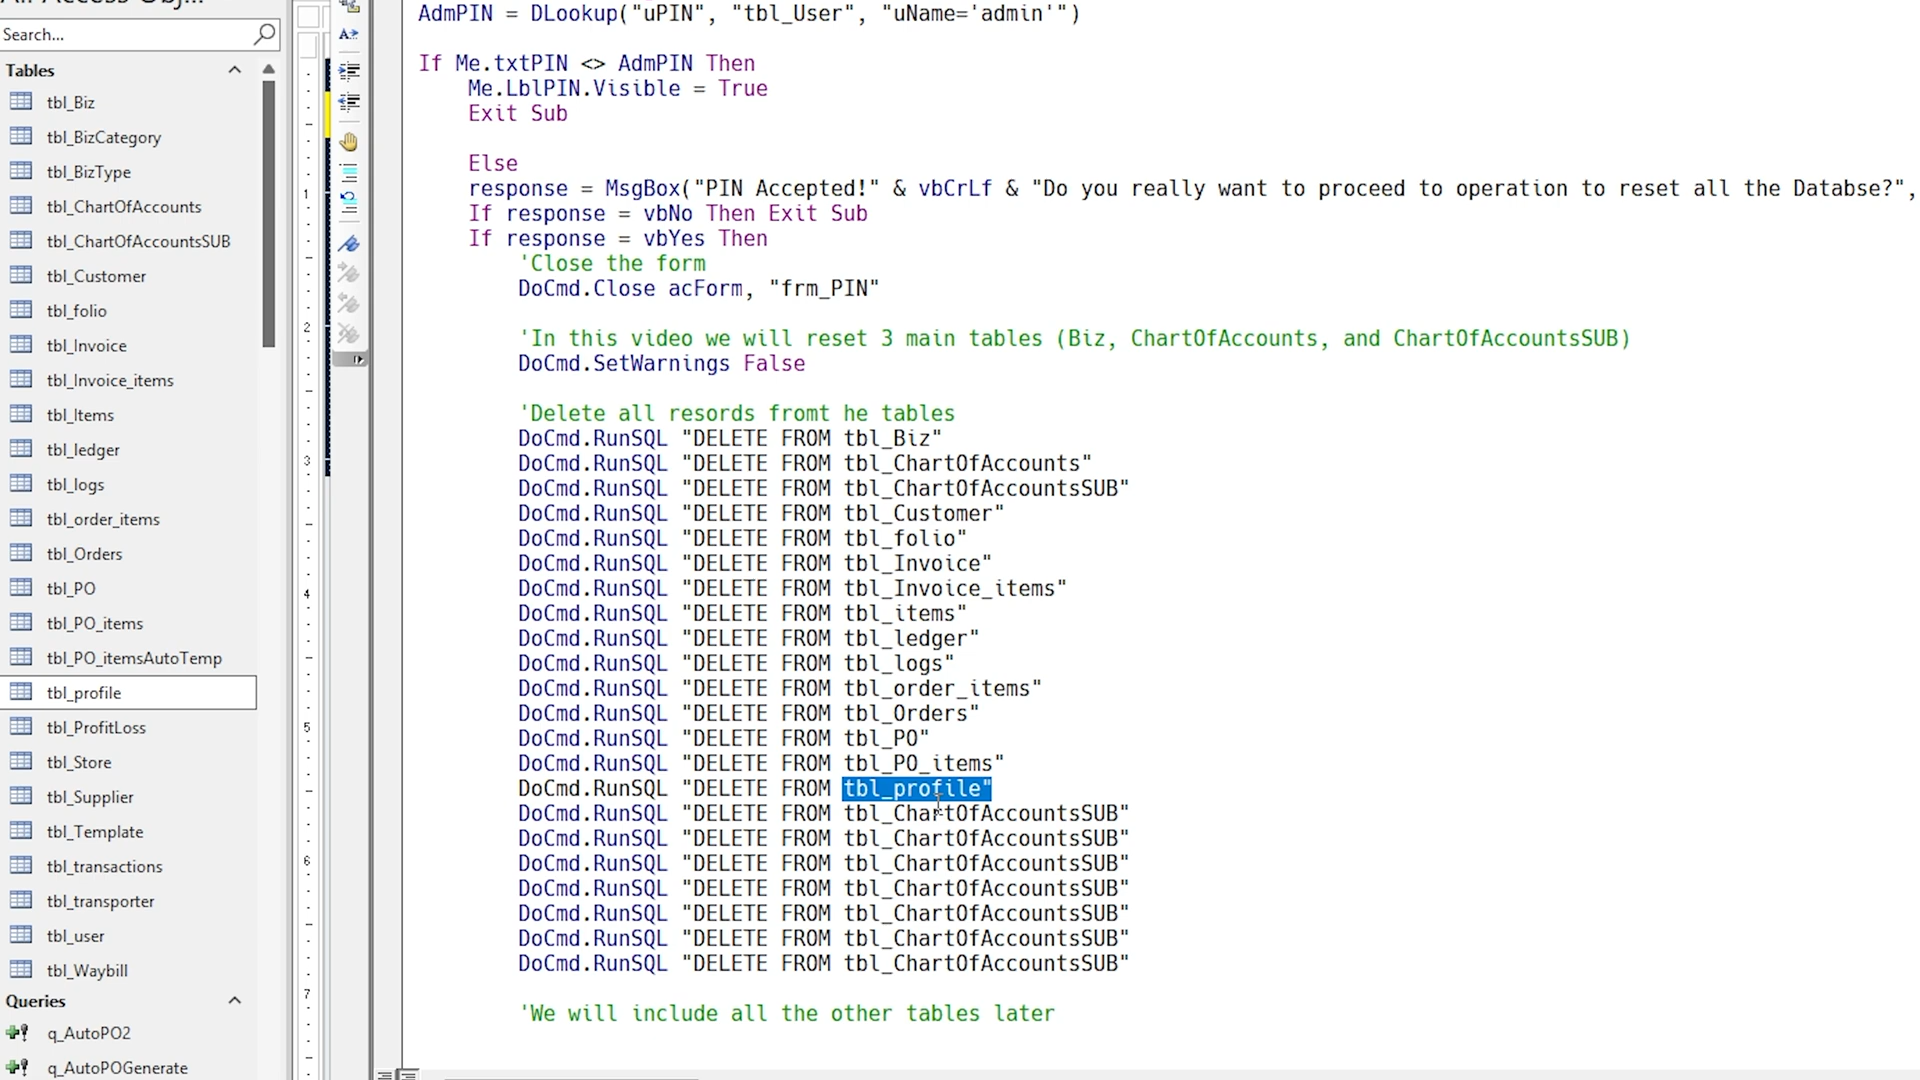 Search...
Tables
tbl_Biz
tbl_BizCategory
tbl_BizType
tbl_ChartOfAccounts
tbl_ChartOfAccountsSUB
tbl_Customer
tbl_folio
tbl_Invoice
tbl_Invoice_items
tbl_Items
tbl_ledger
tbl_logs
tbl_order_items
tbl_Orders
tbl_PO
tbl_PO_items
tbl_PO_itemsAutoTemp
tbl_profile
tbl_ProfitLoss
tbl_Store
tbl_Supplier
tbl_Template
tbl_transactions
tbl_transporter
tbl_user
tbl_Waybill
Queries
q_AutoPO2
q_AutoPOGenerate
1
2
3
4
5
6
7
AdmPIN = DLookup("uPIN", "tbl_User", "uName='admin'")
If Me.txtPIN <> AdmPIN Then
Me.LblPIN.Visible = True
Exit Sub
Else
response = MsgBox("PIN Accepted!" & vbCrLf & "Do you really want to proceed to operation to reset all the Databse?",
If response = vbNo Then Exit Sub
If response = vbYes Then
'Close the form
DoCmd.Close acForm, "frm_PIN"
'In this video we will reset 3 main tables (Biz, ChartOfAccounts, and ChartOfAccountsSUB)
DoCmd.SetWarnings False
'Delete all resords fromt he tables
DoCmd.RunSQL "DELETE FROM tbl_Biz"
DoCmd.RunSQL "DELETE FROM tbl_ChartOfAccounts"
DoCmd.RunSQL "DELETE FROM tbl_ChartOfAccountsSUB"
DoCmd.RunSQL "DELETE FROM tbl_Customer"
DoCmd.RunSQL "DELETE FROM tbl_folio"
DoCmd.RunSQL "DELETE FROM tbl_Invoice"
DoCmd.RunSQL "DELETE FROM tbl_Invoice_items"
DoCmd.RunSQL "DELETE FROM tbl_items"
DoCmd.RunSQL "DELETE FROM tbl_ledger"
DoCmd.RunSQL "DELETE FROM tbl_logs"
DoCmd.RunSQL "DELETE FROM tbl_order_items"
DoCmd.RunSQL "DELETE FROM tbl_Orders"
DoCmd.RunSQL "DELETE FROM tbl_PO"
DoCmd.RunSQL "DELETE FROM tbl_PO_items"
DoCmd.RunSQL "DELETE FROM tbl_profile"
DoCmd.RunSQL "DELETE FROM tbl_ChartOfAccountsSUB"
DoCmd.RunSQL "DELETE FROM tbl_ChartOfAccountsSUB"
DoCmd.RunSQL "DELETE FROM tbl_ChartOfAccountsSUB"
DoCmd.RunSQL "DELETE FROM tbl_ChartOfAccountsSUB"
DoCmd.RunSQL "DELETE FROM tbl_ChartOfAccountsSUB"
DoCmd.RunSQL "DELETE FROM tbl_ChartOfAccountsSUB"
DoCmd.RunSQL "DELETE FROM tbl_ChartOfAccountsSUB"
'We will include all the other tables later